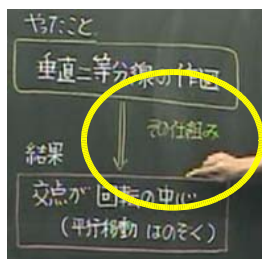 やったこと
垂直二等分線の作図
その仕組み
結果
交点が回転の中心
(平行移動はのぞく)